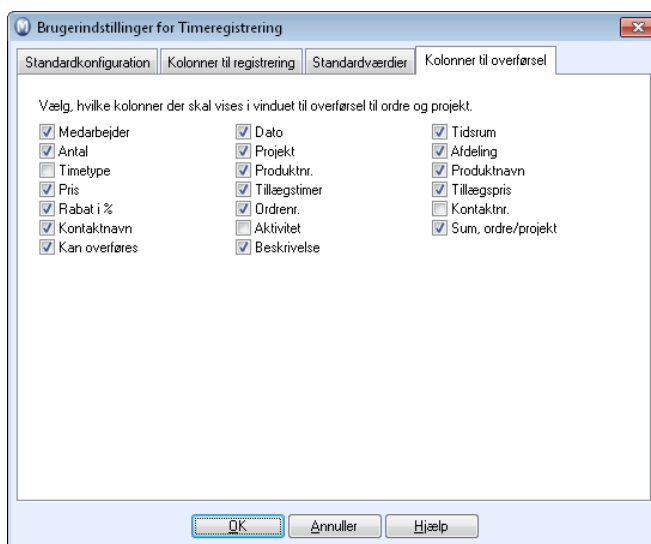 Brugerindstillinger for Timeregistrering
Standardkonfiguration Kolonner til registrering Standardværdier Kolonner til overførsel
Vælg, hvilke kolonner der skal vises i vinduet til overførsel til ordre og projekt.
Medarbejder Dato Tidsrum
Antal Projekt Afdeling
Timetype Produktnr. Produktnavn
Pris Tillægstimer Tillægspris
Rabat i % Ordrenr. Kontaktnr.
Kontaktnavn Aktivitet Sum, ordre/projekt
Kan overføres Beskrivelse
OK Annuller Hjælp